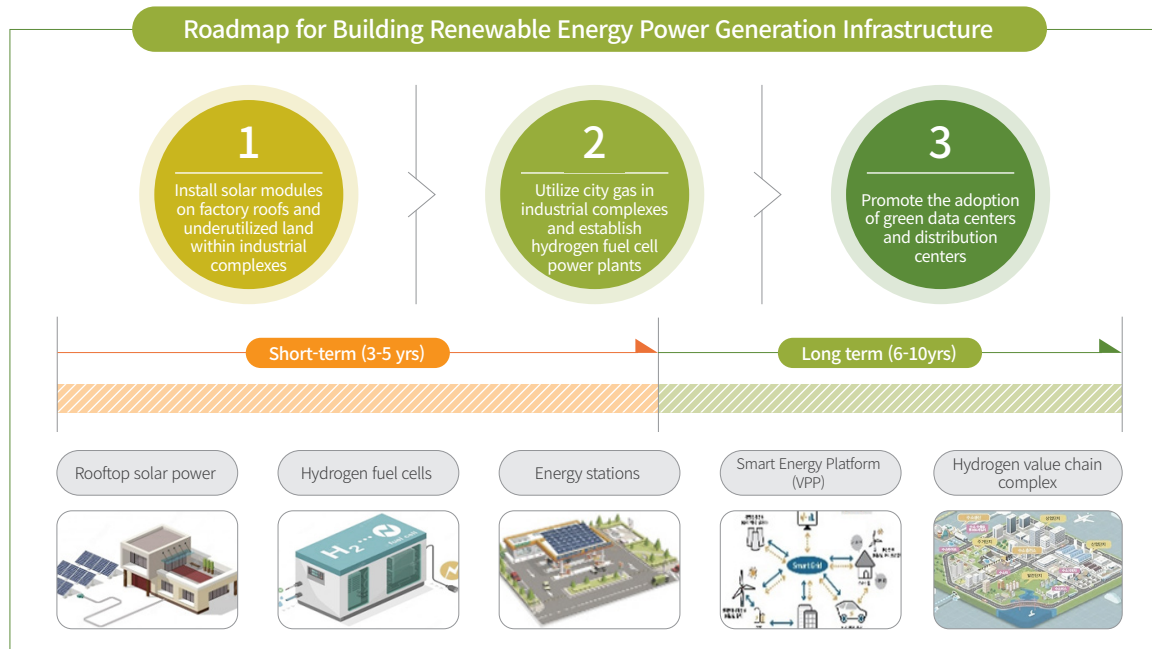 Roadmap for Building Renewable Energy Power Generation Infrastructure
1
Install solar modules
on factory roofs and
underutilized land
within industrial
complexes
2
Utilize city gas in
industrial complexes
and establish
hydrogen fuel cell
power plants
3
Promote the adoption
of green data centers
and distribution
centers
Short-term (3-5 yrs)
Long term (6-10yrs)
Rooftop solar power
Hydrogen fuel cells
Energy stations
Smart Energy Platform
(VPP)
Hydrogen value chain
complex
H2
fuel cell
Smart Grid